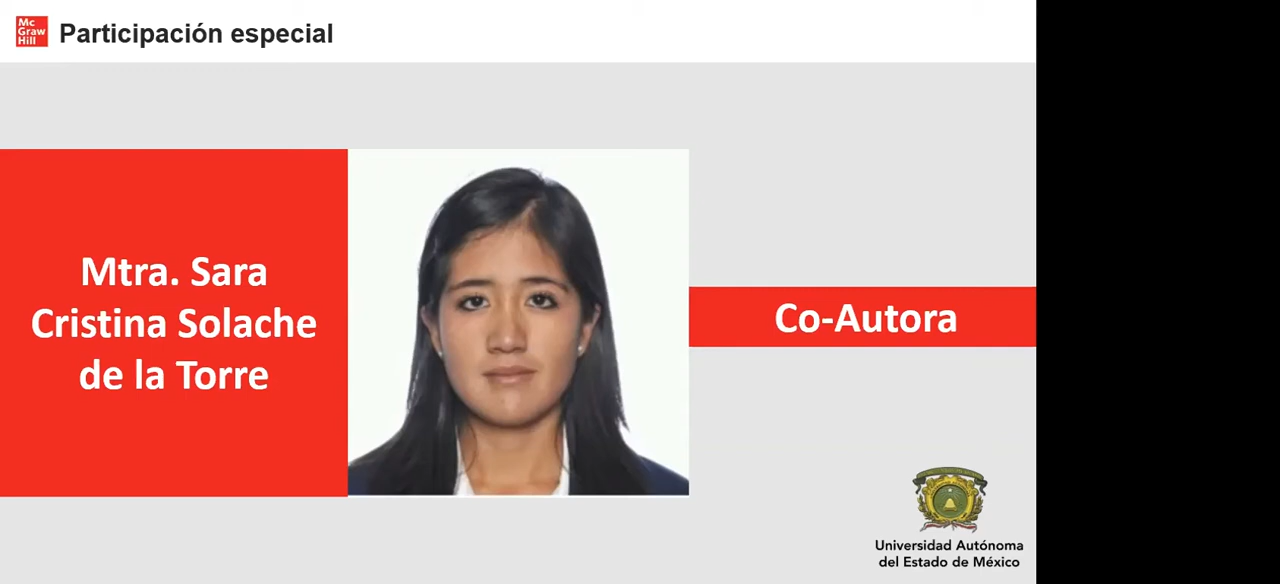 Mc
Graw
Hill
Participación especial
Mtra. Sara
Cristina Solache
de la Torre
Co-Autora
Universidad Autónoma
del Estado de México